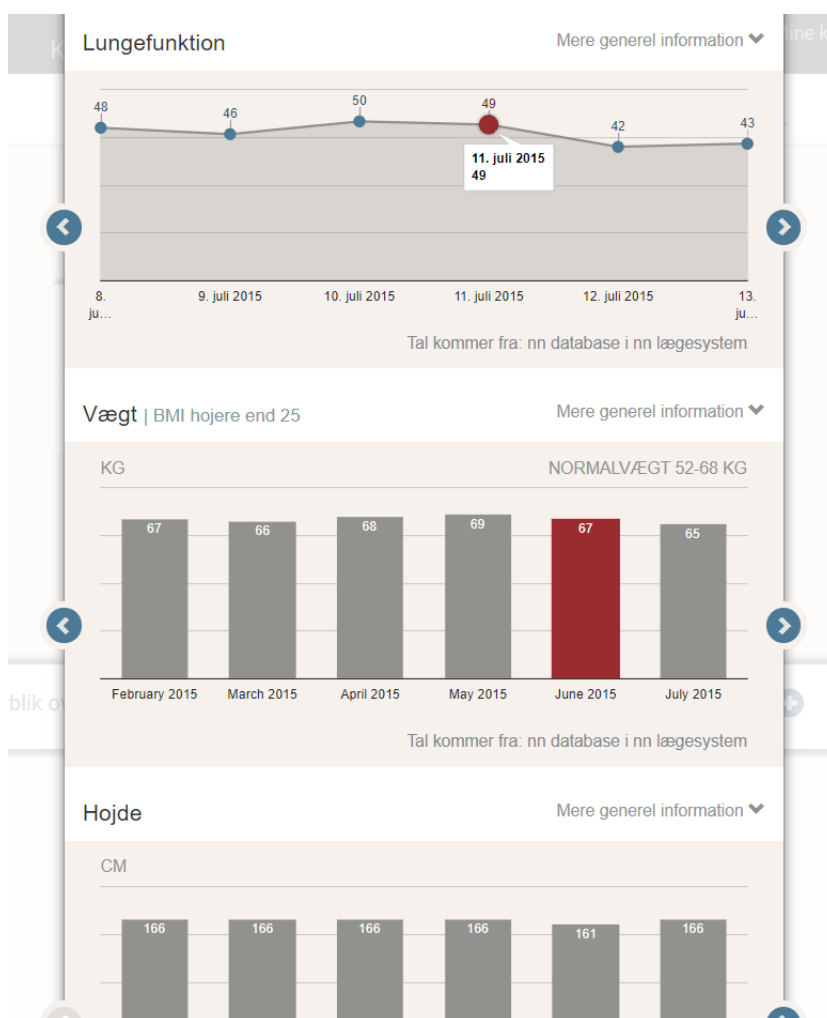 Lungefunktion
Mere generel information
48
46
50
49
42
43
11. juli 2015
49
8. ju...
9. juli 2015
10. juli 2015
11. juli 2015
12. juli 2015
13. ju...
Tal kommer fra: nn database i nn lægesystem
Vægt | BMI hojere end 25
Mere generel information
KG
NORMALVÆGT 52-68 KG
67
66
68
69
67
65
February 2015
March 2015
April 2015
May 2015
June 2015
July 2015
blik o
Tal kommer fra: nn database i nn lægesystem
Hojde
Mere generel information
CM
166
166
166
166
161
166